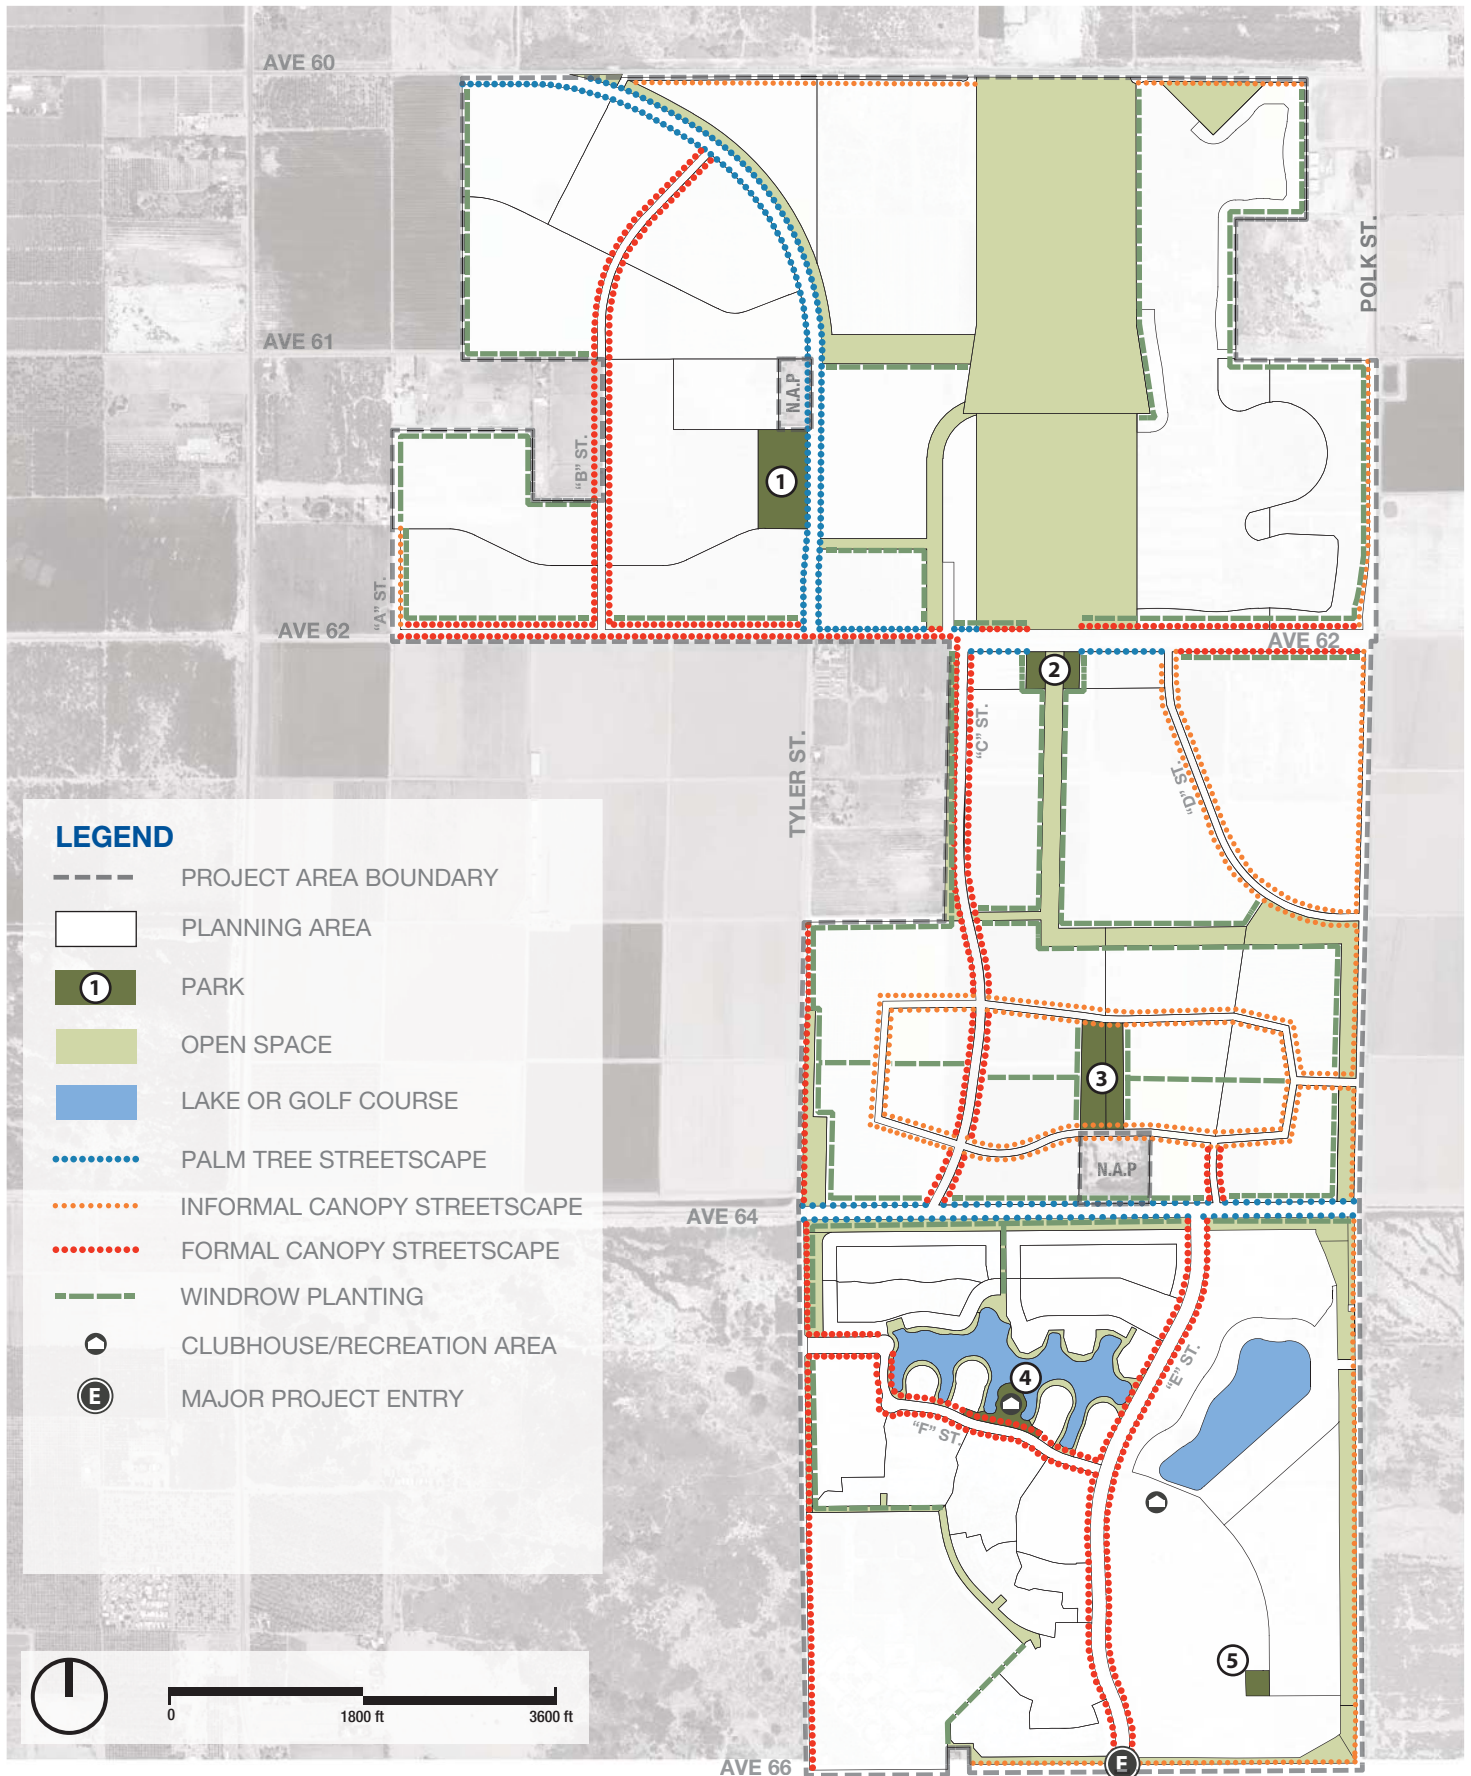 AVE 60
POLK ST.
AVE 61
N.A.P
"B" ST.
1
"A" ST.
AVE 62
AVE 62
2
"C" ST.
TYLER ST.
"D" ST.
LEGEND
PROJECT AREA BOUNDARY
PLANNING AREA
1 PARK
OPEN SPACE
LAKE OR GOLF COURSE
PALM TREE STREETSCAPE
INFORMAL CANOPY STREETSCAPE
FORMAL CANOPY STREETSCAPE
WINDROW PLANTING
CLUBHOUSE/RECREATION AREA
E MAJOR PROJECT ENTRY
3
N.A.P
AVE 64
"E" ST.
4
"F" ST.
5
0 1800 ft 3600 ft
AVE 66
E